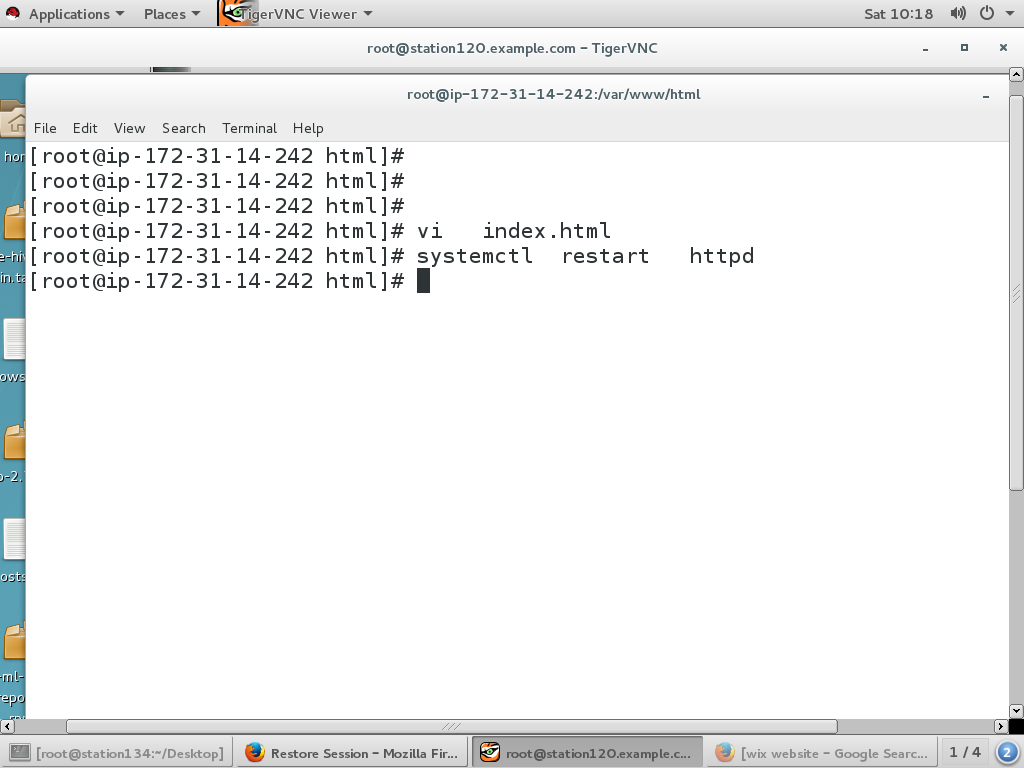 Applications Places TigerVNC Viewer Sat 10:18
root@station120.example.com – TigerVNC
root@ip-172-31-14-242:/var/www/html
File Edit View Search Terminal Help
[root@ip-172-31-14-242 html]#
[root@ip-172-31-14-242 html]#
[root@ip-172-31-14-242 html]#
[root@ip-172-31-14-242 html]# vi   index.html
[root@ip-172-31-14-242 html]# systemctl  restart   httpd
[root@ip-172-31-14-242 html]#
hor
e-hiv
in.ta
ows
o-2.
osts
-ml-
repo
[root@station134:~/Desktop] Restore Session – Mozilla Fir... root@station120.example.c... [wix website – Google Searc... 1 / 4 2